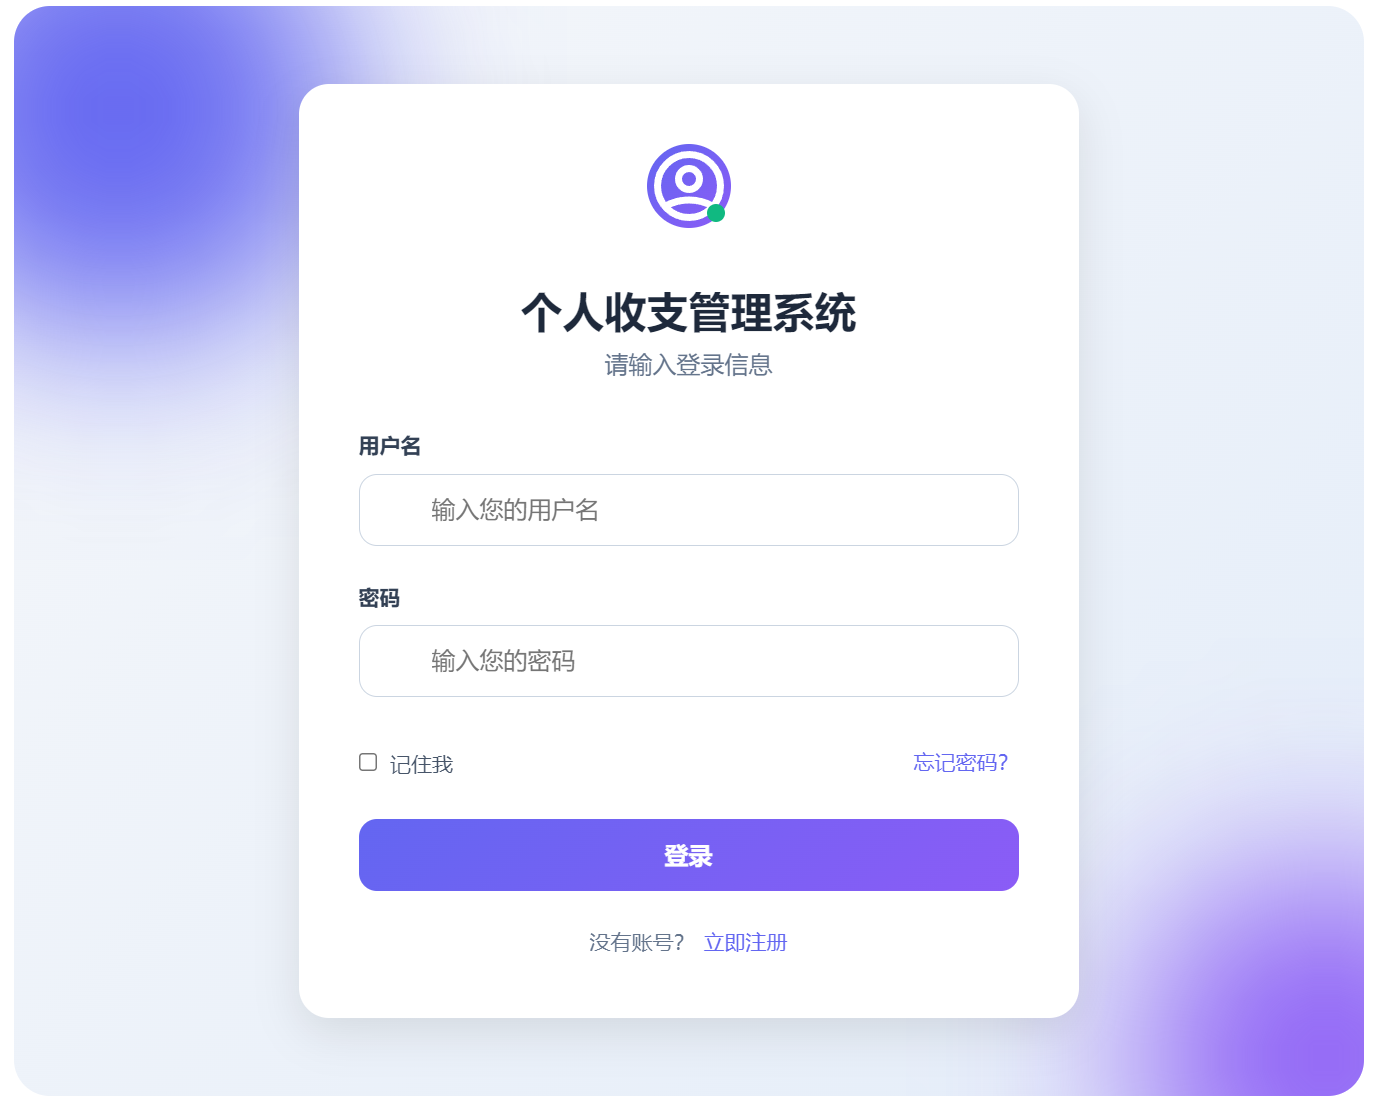 个人收支管理系统
请输入登录信息
用户名
输入您的用户名
密码
输入您的密码
记住我 忘记密码?
登录
没有账号? 立即注册